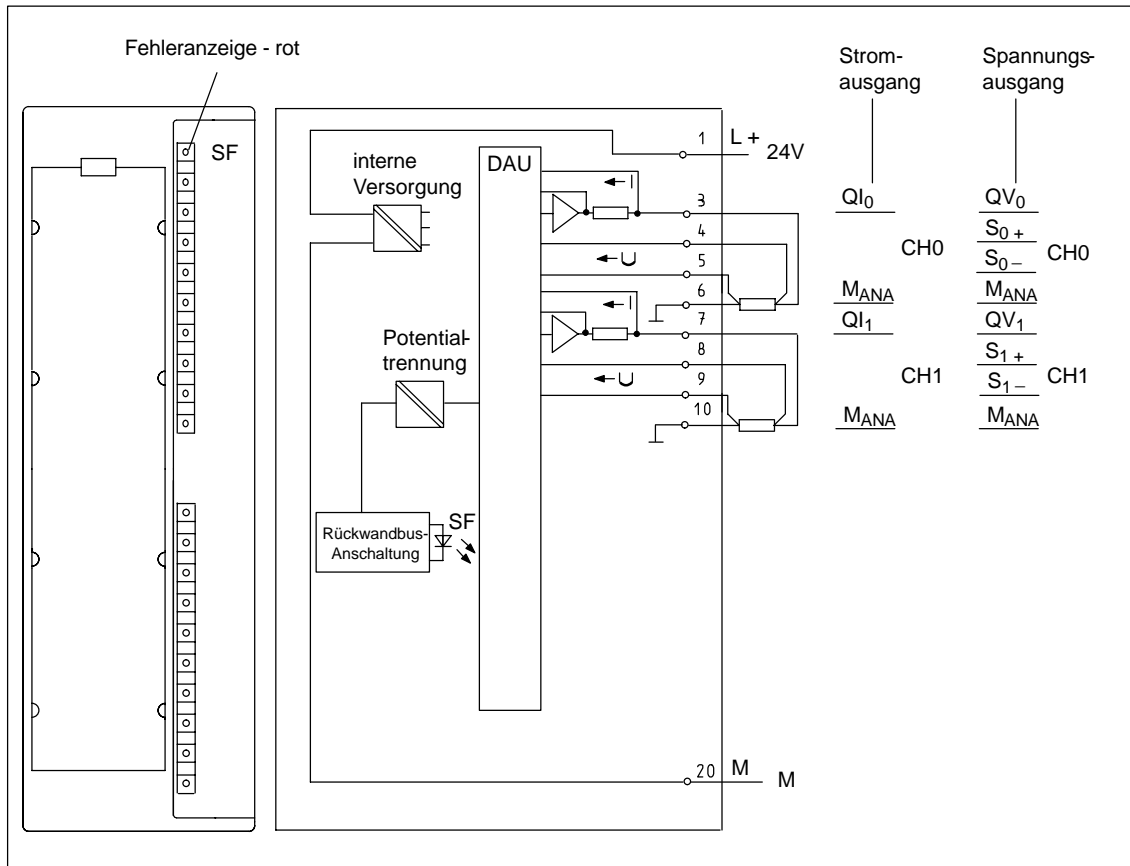 Fehleranzeige - rot
Strom-
ausgang
Spannungs-
ausgang
SF
interne
Versorgung
DAU
1 L + 24V
I
3 QI0 QV0
4 S0 +
CH0 CH0
U
5 S0 –
6 MANA MANA
I
7 QI1 QV1
Potential-
trennung
8 S1 +
CH1 CH1
U
9 S1 –
10 MANA MANA
Rückwandbus-
Anschaltung
SF
20 M M